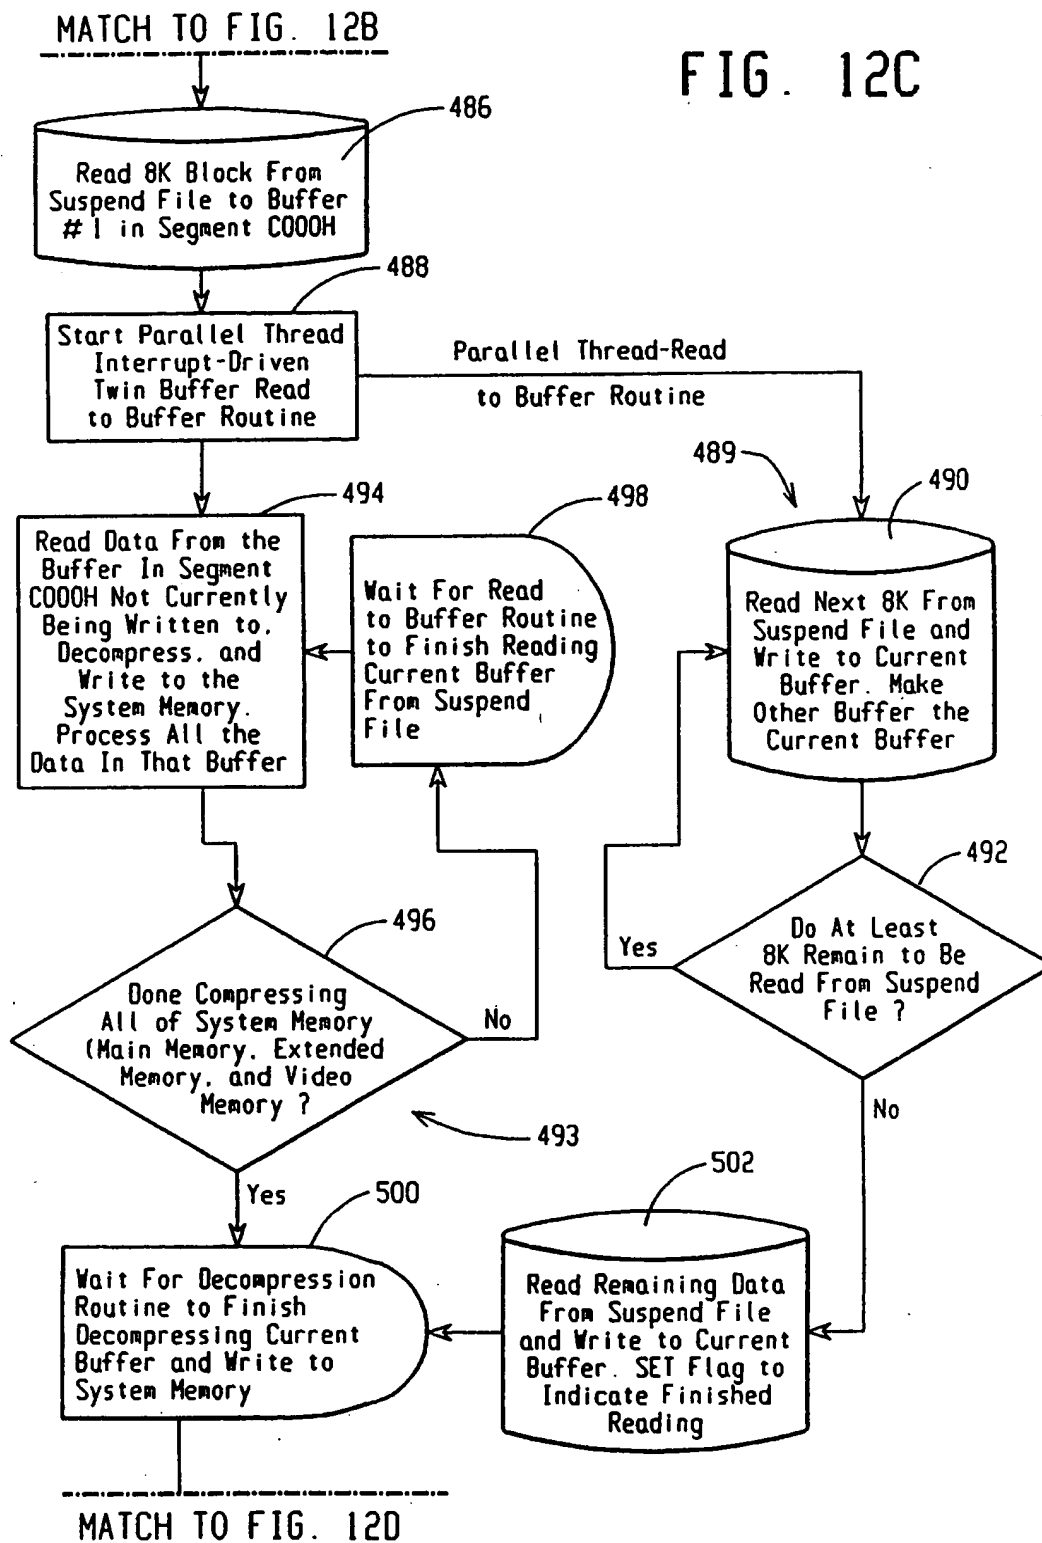 MATCH TO FIG. 12B
FIG. 12C
486
Read 8K Block From
Suspend File to Buffer
#1 in Segment C000H
488
Start Parallel Thread
Interrupt-Driven
Twin Buffer Read
to Buffer Routine
Parallel Thread-Read
to Buffer Routine
489
490
494
498
Read Data From the
Buffer In Segment
C000H Not Currently
Being Written to,
Decompress, and
Write to the
System Memory.
Process All the
Data In That Buffer
Wait For Read
to Buffer Routine
to Finish Reading
Current Buffer
From Suspend
File
Read Next 8K From
Suspend File and
Write to Current
Buffer. Make
Other Buffer the
Current Buffer
492
Do At Least
8K Remain to Be
Read From Suspend
File ?
Yes
No
496
Done Compressing
All of System Memory
(Main Memory, Extended
Memory, and Video
Memory ?
No
493
Yes
500
502
Wait For Decompression
Routine to Finish
Decompressing Current
Buffer and Write to
System Memory
Read Remaining Data
From Suspend File
and Write to Current
Buffer. SET Flag to
Indicate Finished
Reading
MATCH TO FIG. 12D